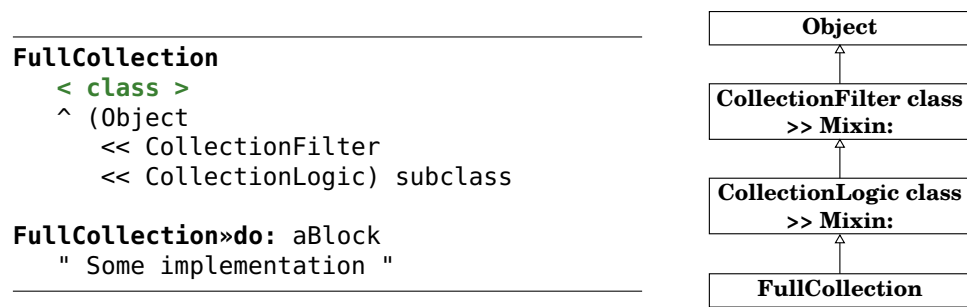 FullCollection
< class >
^ (Object
<< CollectionFilter
<< CollectionLogic) subclass
FullCollection»do: aBlock
" Some implementation "
Object
CollectionFilter class
>> Mixin:
CollectionLogic class
>> Mixin:
FullCollection